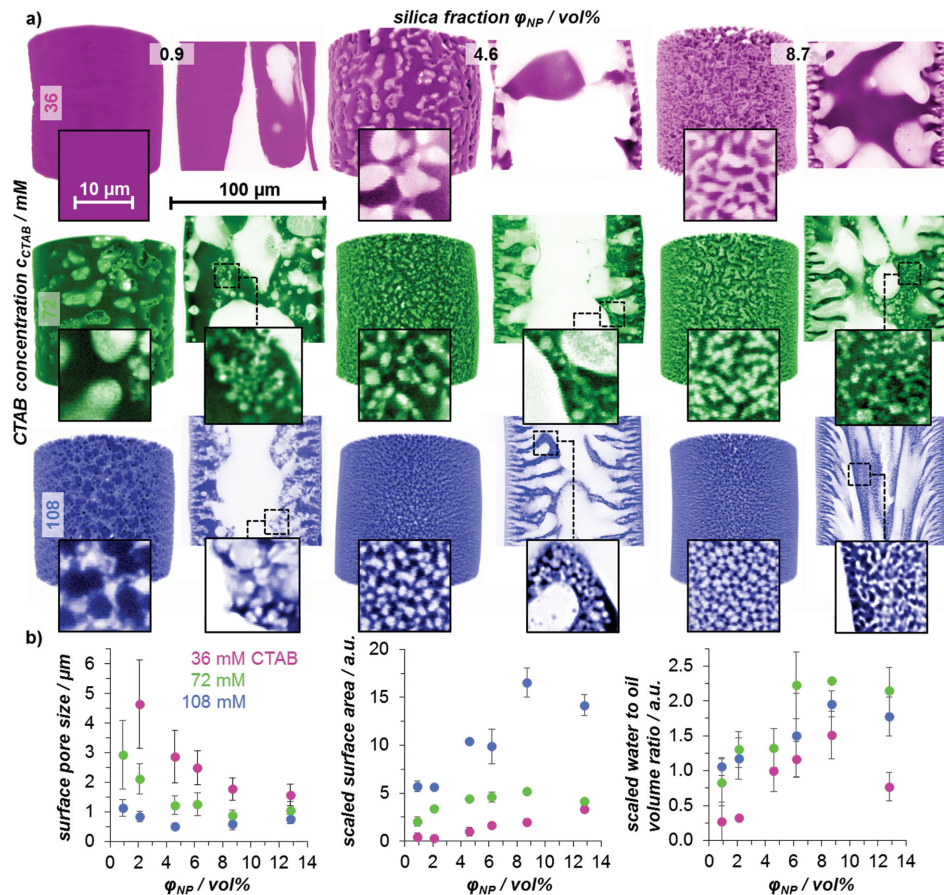 a)
silica fraction φNP / vol%
0.9
4.6
8.7
CTAB concentration cCTAB / mM
36
10 µm
100 µm
72
108
b)
surface pore size / µm
6
5
4
3
2
1
0
36 mM CTAB
72 mM
108 mM
0 2 4 6 8 10 12 14
φNP / vol%
scaled surface area / a.u.
20
15
10
5
0
0 2 4 6 8 10 12 14
φNP / vol%
scaled water to oil
volume ratio / a.u.
2.5
2.0
1.5
1.0
0.5
0.0
0 2 4 6 8 10 12 14
φNP / vol%